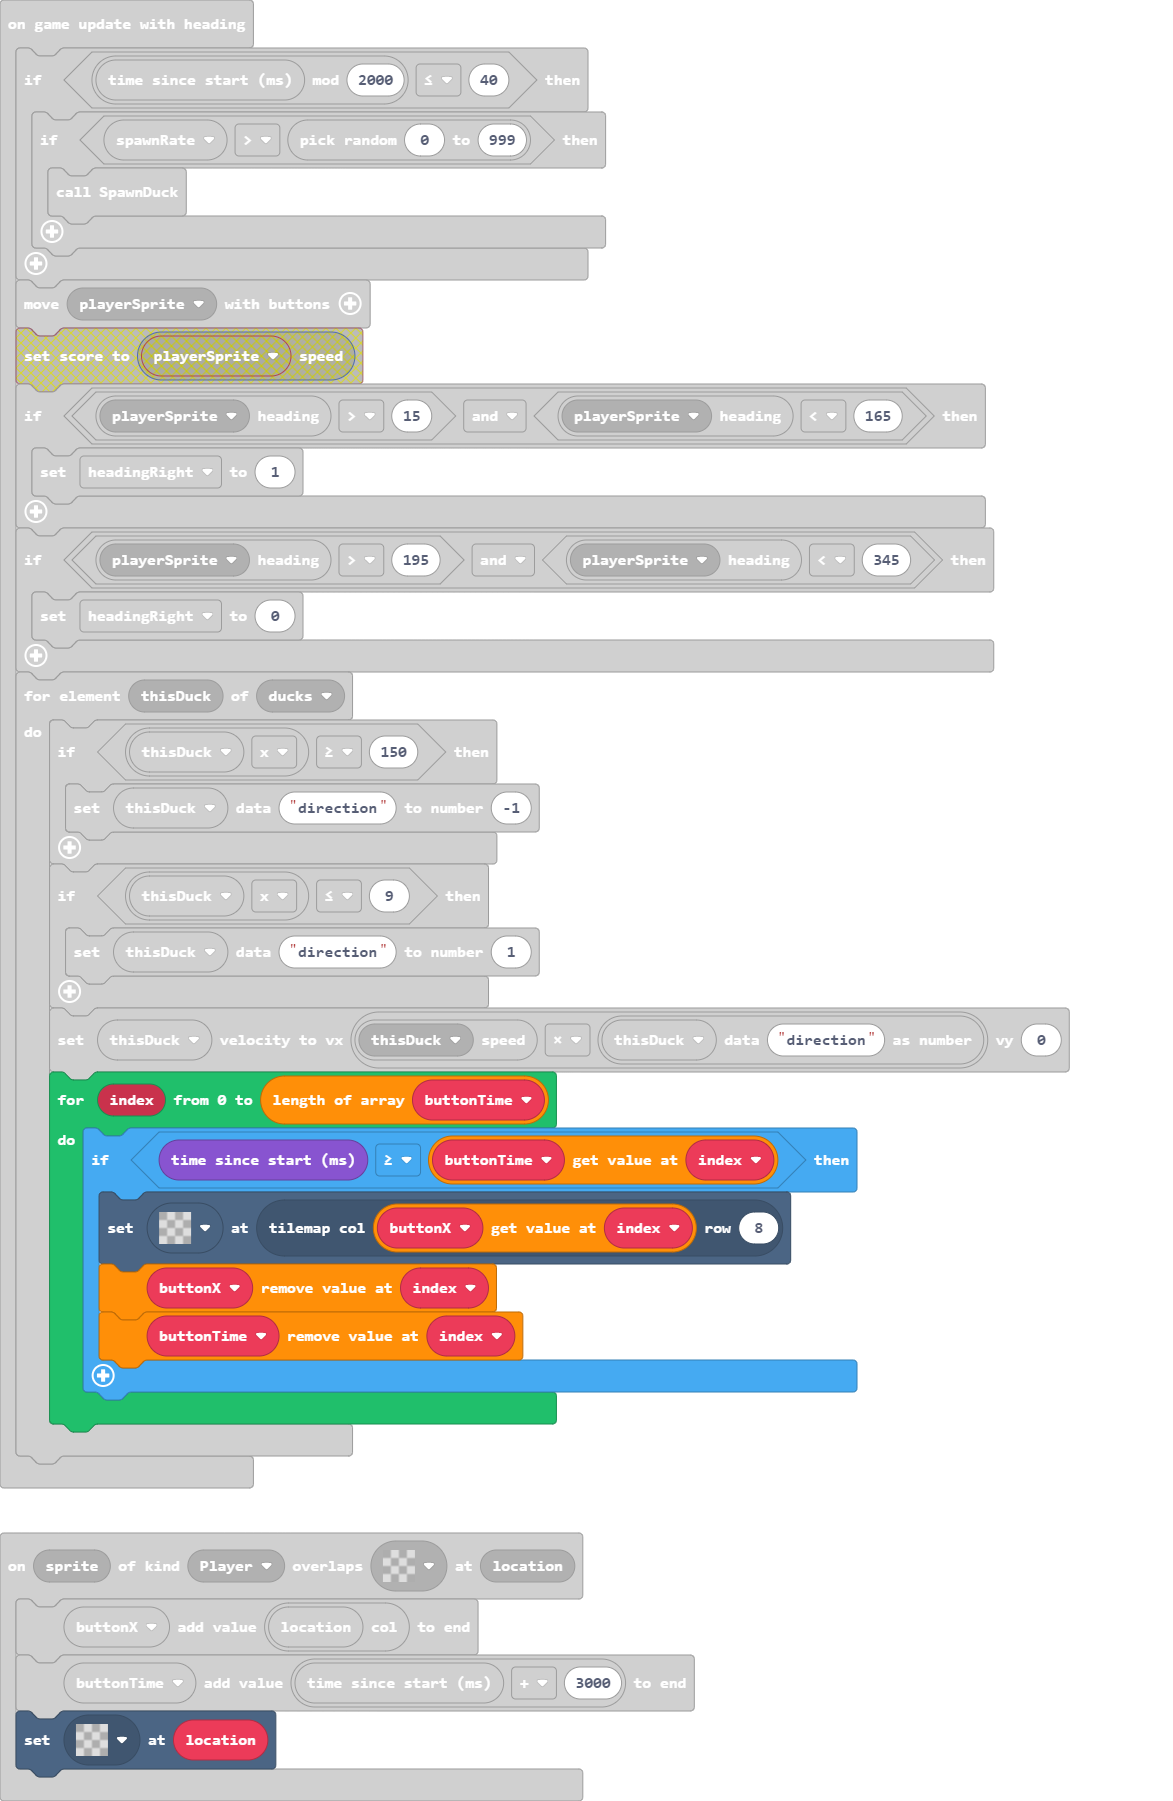 on game update with heading
if time since start (ms) mod 2000 ≤ 40 then
if spawnRate > pick random 0 to 999 then
call SpawnDuck
move playerSprite with buttons
set score to playerSprite speed
if playerSprite heading > 15 and playerSprite heading < 165 then
set headingRight to 1
if playerSprite heading > 195 and playerSprite heading < 345 then
set headingRight to 0
for element thisDuck of ducks
do
if thisDuck x ≥ 150 then
set thisDuck data "direction" to number -1
if thisDuck x ≤ 9 then
set thisDuck data "direction" to number 1
set thisDuck velocity to vx thisDuck speed × thisDuck data "direction" as number vy 0
for index from 0 to length of array buttonTime
do
if time since start (ms) ≥ buttonTime get value at index then
set at tilemap col buttonX get value at index row 8
buttonX remove value at index
buttonTime remove value at index
on sprite of kind Player overlaps at location
buttonX add value location col to end
buttonTime add value time since start (ms) + 3000 to end
set at location